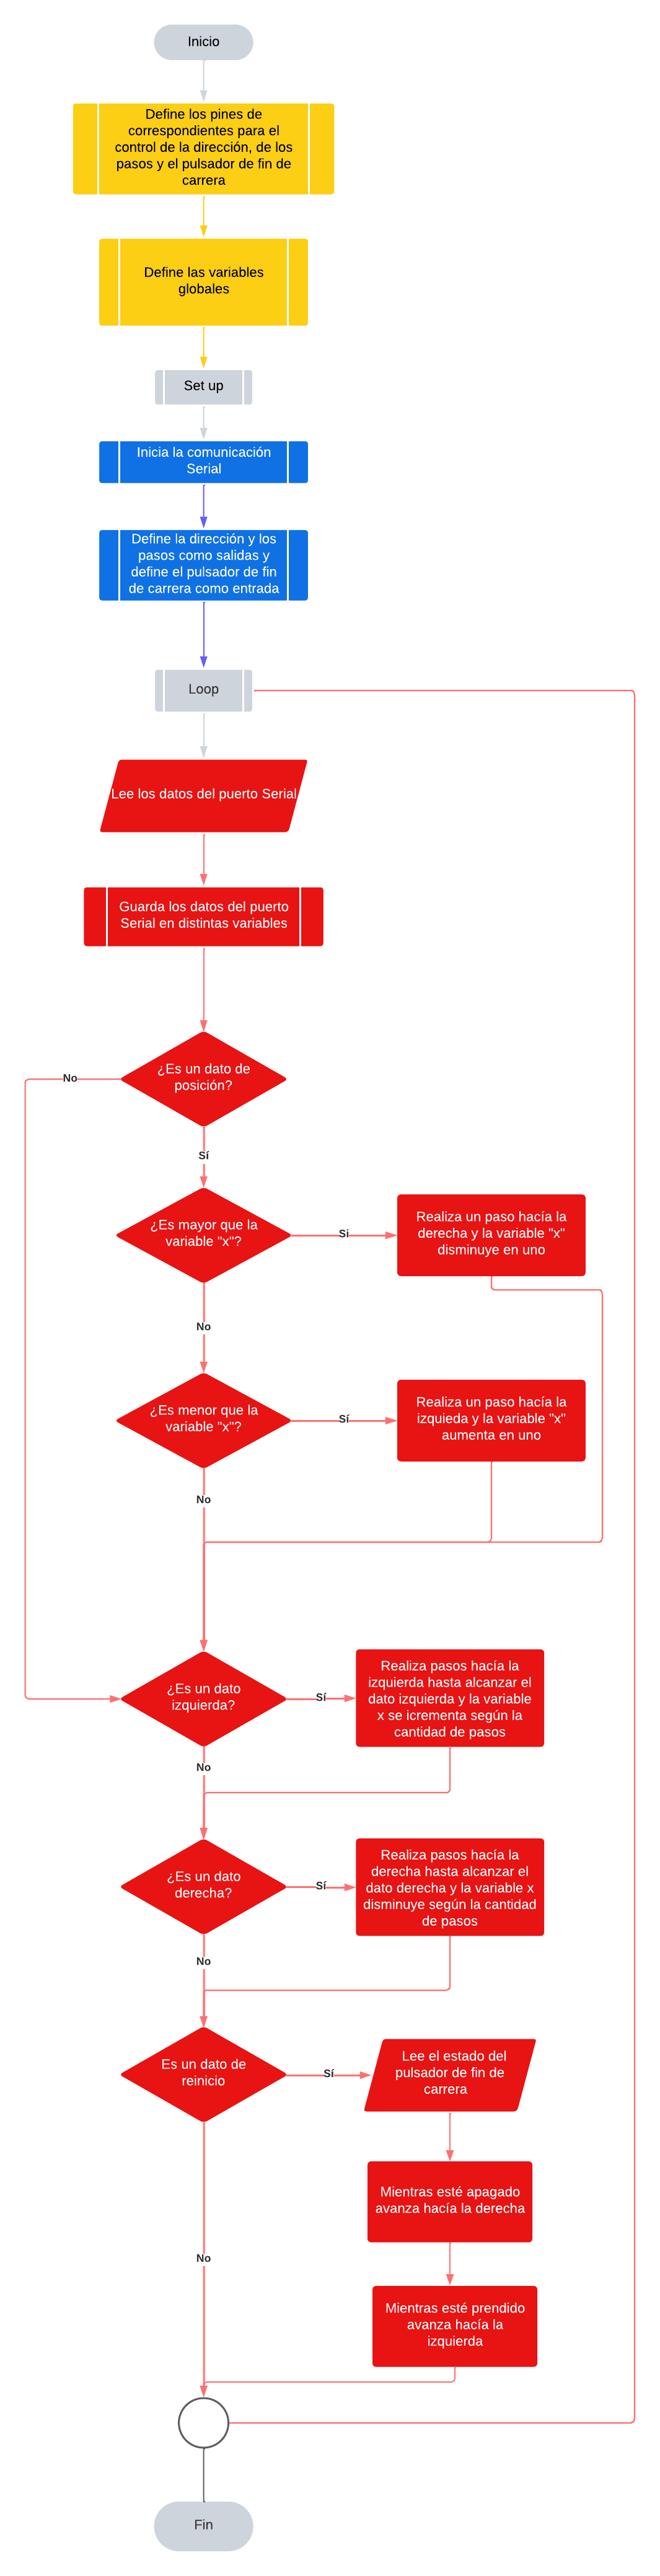 Inicio
Define los pines de
correspondientes para el
control de la dirección, de los
pasos y el pulsador de fin de
carrera
Define las variables
globales
Set up
Inicia la comunicación
Serial
Define la dirección y los
pasos como salidas y
define el pulsador de fin
de carrera como entrada
Loop
Lee los datos del puerto Serial
Guarda los datos del puerto
Serial en distintas variables
¿Es un dato de
posición?
No
Sí
¿Es mayor que la
variable "x"?
Si
Realiza un paso hacía la
derecha y la variable "x"
disminuye en uno
No
¿Es menor que la
variable "x"?
Sí
Realiza un paso hacía la
izquieda y la variable "x"
aumenta en uno
No
¿Es un dato
izquierda?
Sí
Realiza pasos hacía la
izquierda hasta alcanzar el
dato izquierda y la variable
x se incrementa según la
cantidad de pasos
No
¿Es un dato
derecha?
Sí
Realiza pasos hacía la
derecha hasta alcanzar el
dato derecha y la variable x
disminuye según la cantidad
de pasos
No
Es un dato de
reinicio
Sí
Lee el estado del
pulsador de fin de
carrera
Mientras esté apagado
avanza hacía la derecha
No
Mientras esté prendido
avanza hacía la
izquierda
Fin